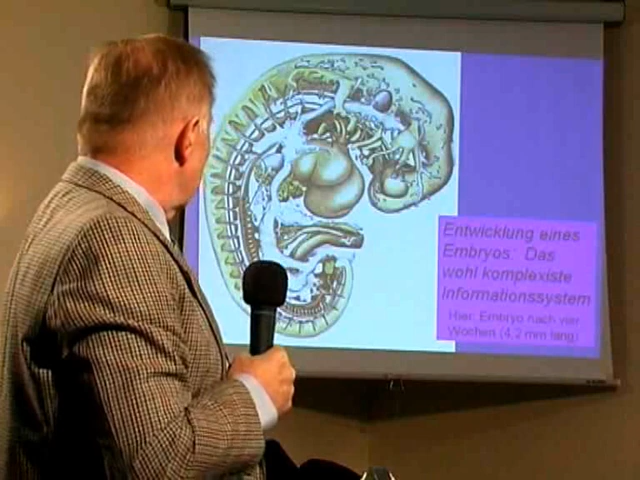 Entwicklung eines
Embryos: Das
wohl komplexiste
Informationssystem
Hier: Embryo nach vier
Wochen (4,2 mm lang)